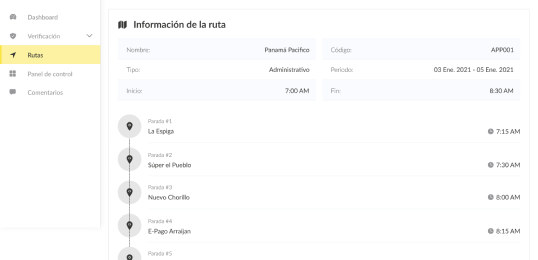 Dashboard
Verificación
Rutas
Panel de control
Comentarios
Información de la ruta
Nombre: Panamá Pacífico
Código: APP001
Tipo: Administrativo
Periodo: 03 Ene. 2021 - 05 Ene. 2021
Inicio: 7:00 AM
Fin: 8:30 AM
Parada #1
La Espiga 7:15 AM
Parada #2
Súper el Pueblo 7:30 AM
Parada #3
Nuevo Chorillo 8:00 AM
Parada #4
E-Pago Arraijan 8:15 AM
Parada #5